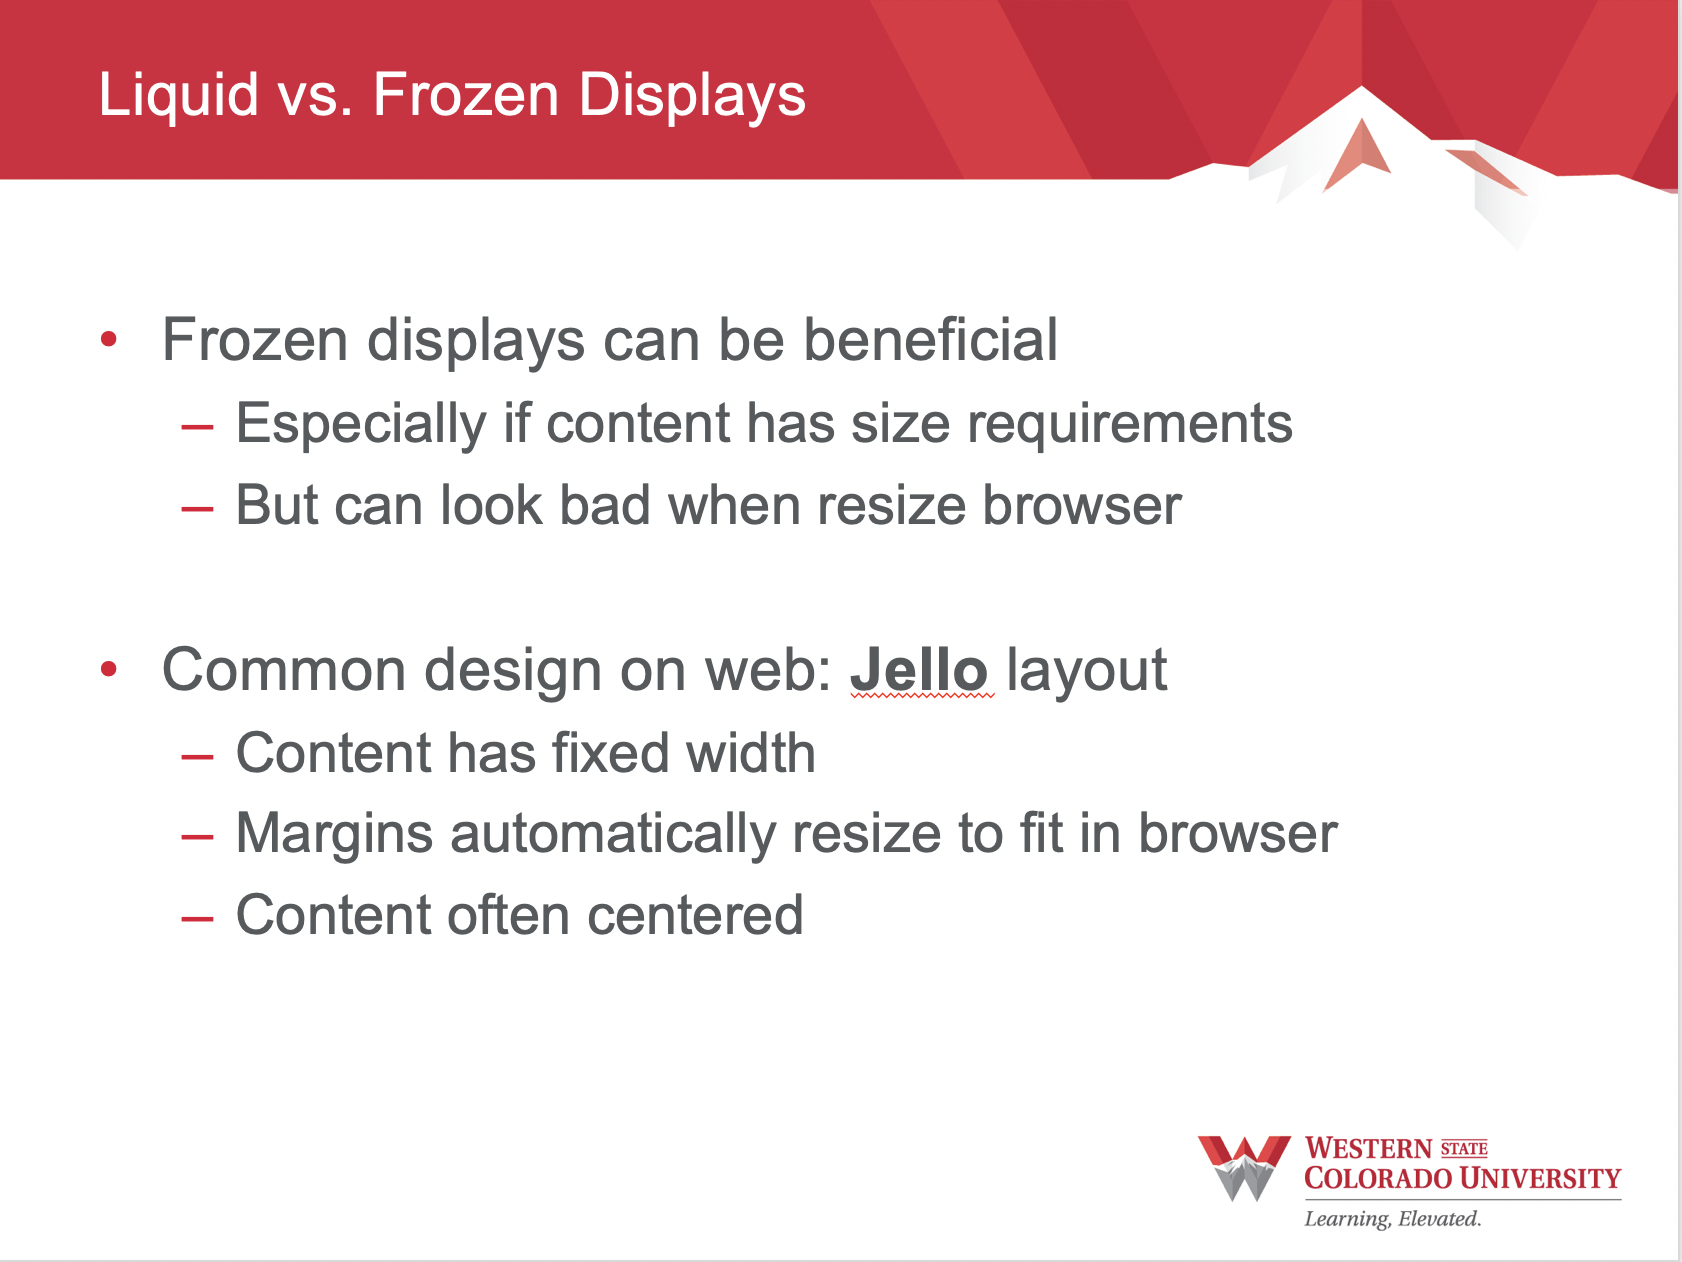 Liquid vs. Frozen Displays
• Frozen displays can be beneficial
– Especially if content has size requirements
– But can look bad when resize browser
• Common design on web: Jello layout
– Content has fixed width
– Margins automatically resize to fit in browser
– Content often centered
WESTERN STATE
COLORADO UNIVERSITY
Learning, Elevated.